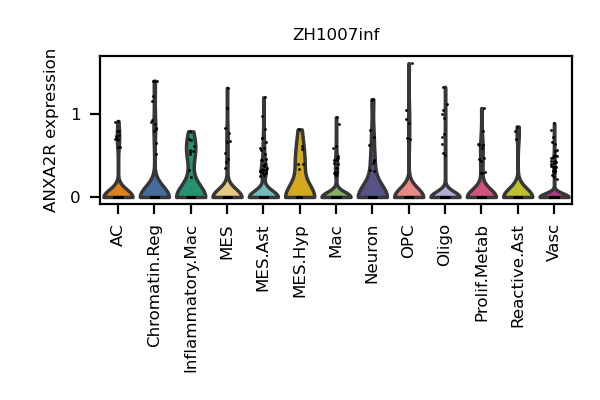 ZH1007inf
ANXA2R expression
1
0
AC
Chromatin.Reg
Inflammatory.Mac
MES
MES.Ast
MES.Hyp
Mac
Neuron
OPC
Oligo
Prolif.Metab
Reactive.Ast
Vasc